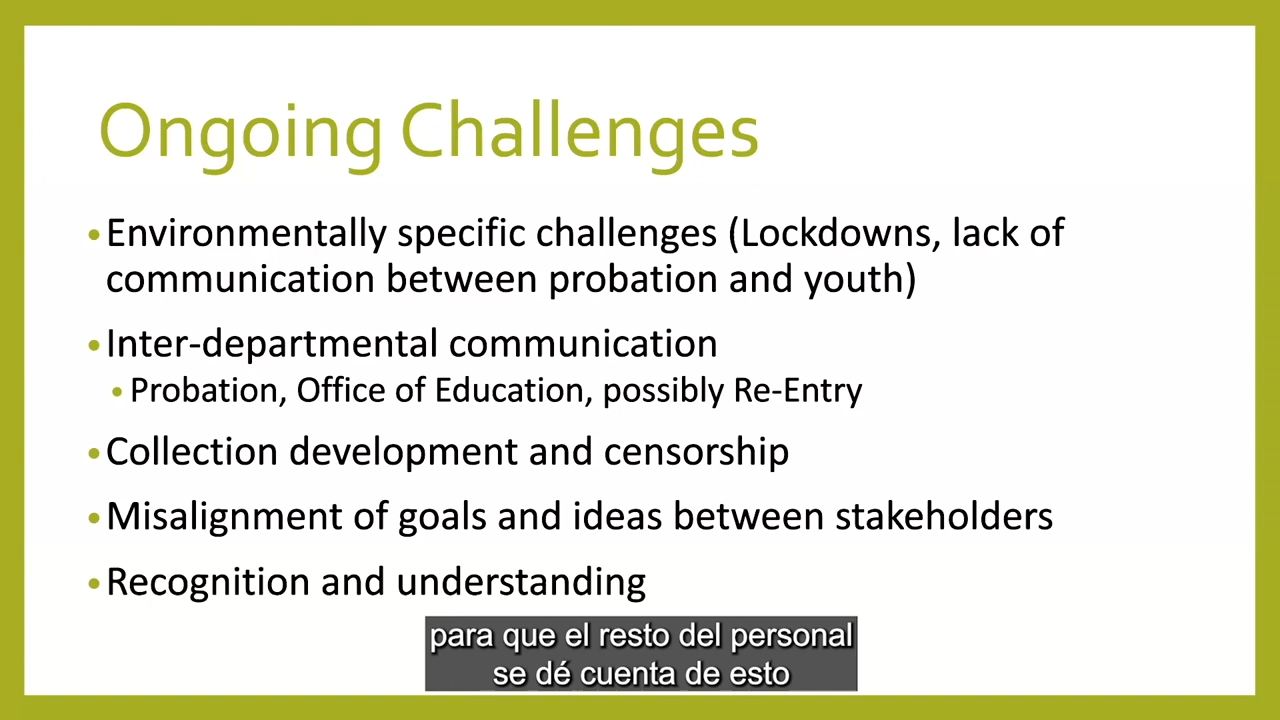 Ongoing Challenges
•Environmentally specific challenges (Lockdowns, lack of
communication between probation and youth)
•Inter-departmental communication
•Probation, Office of Education, possibly Re-Entry
•Collection development and censorship
•Misalignment of goals and ideas between stakeholders
•Recognition and understanding
para que el resto del personal
se dé cuenta de esto